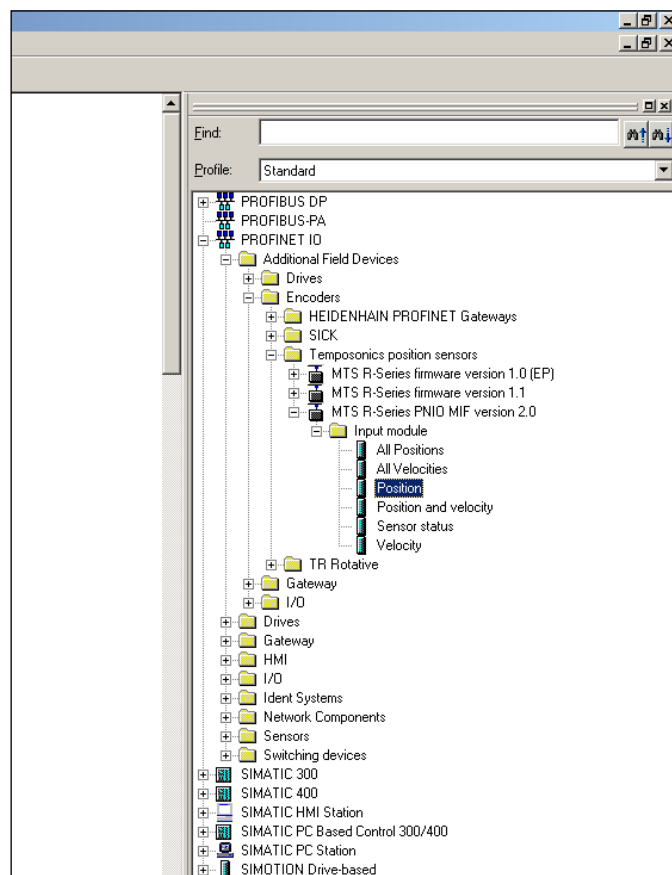 Find:
Profile: Standard
PROFIBUS DP
PROFIBUS-PA
PROFINET IO
Additional Field Devices
Drives
Encoders
HEIDENHAIN PROFINET Gateways
SICK
Temposonics position sensors
MTS R-Series firmware version 1.0 (EP)
MTS R-Series firmware version 1.1
MTS R-Series PNIO MIF version 2.0
Input module
All Positions
All Velocities
Position
Position and velocity
Sensor status
Velocity
TR Rotative
Gateway
I/O
Drives
Gateway
HMI
I/O
Ident Systems
Network Components
Sensors
Switching devices
SIMATIC 300
SIMATIC 400
SIMATIC HMI Station
SIMATIC PC Based Control 300/400
SIMATIC PC Station
SIMOTION Drive-based